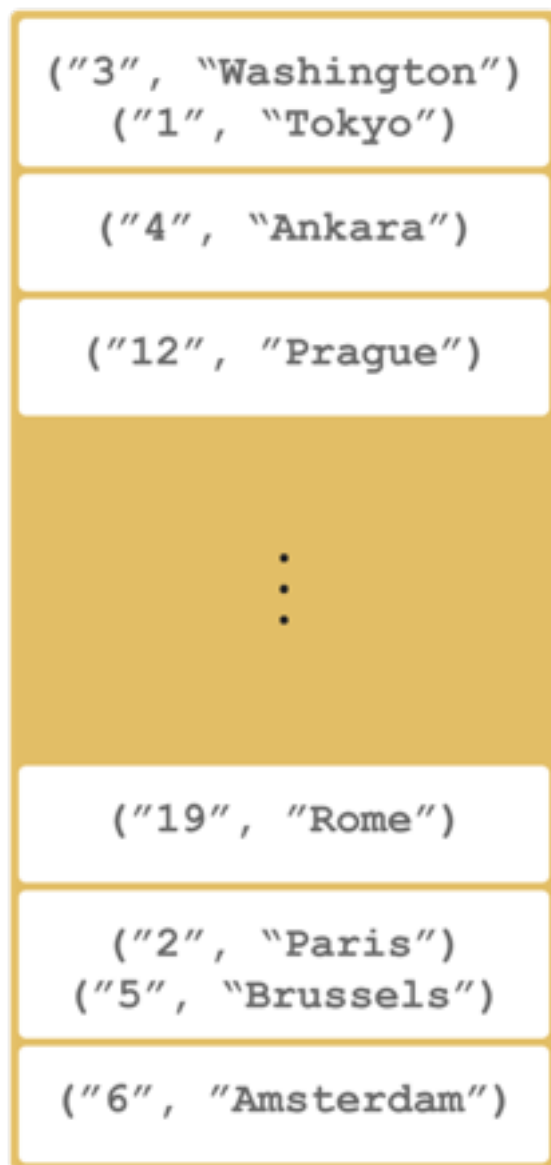 (″3″, “Washington″)
(″1″, “Tokyo″)
(″4″, “Ankara″)
(″12″, ″Prague″)
⋮
(″19″, ″Rome″)
(″2″, “Paris″)
(″5″, “Brussels″)
(″6″, ″Amsterdam″)